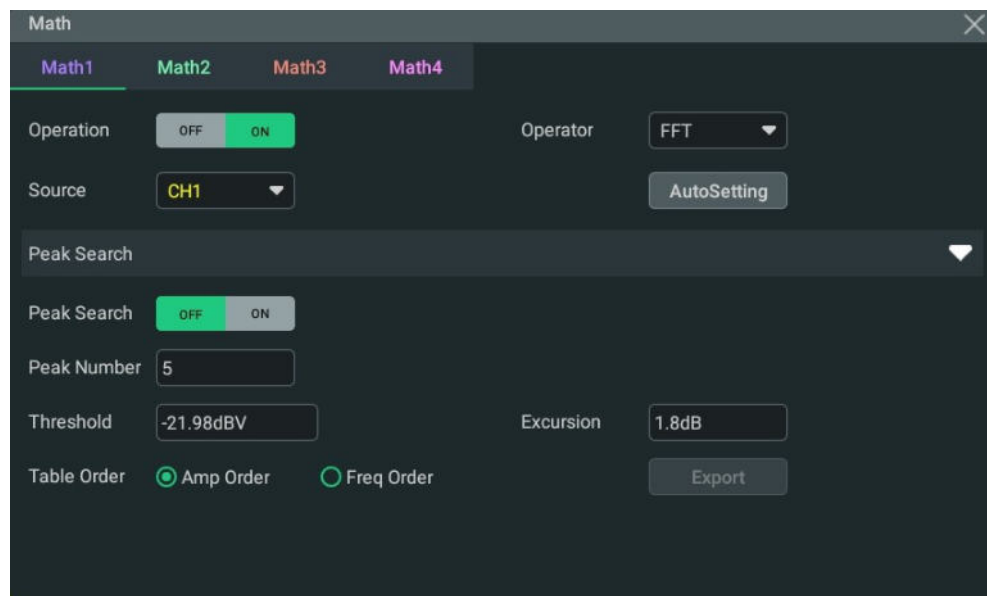 Math
Math1 Math2 Math3 Math4
Operation OFF ON Operator FFT
Source CH1 AutoSetting
Peak Search
Peak Search OFF ON
Peak Number 5
Threshold -21.98dBV Excursion 1.8dB
Table Order Amp Order Freq Order Export